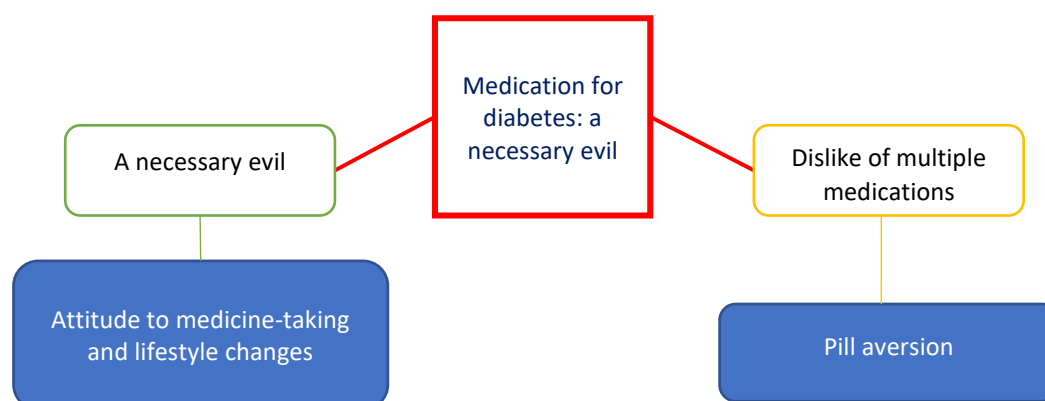 Medication for
diabetes: a
necessary evil
A necessary evil
Dislike of multiple
medications
Attitude to medicine-taking
and lifestyle changes
Pill aversion